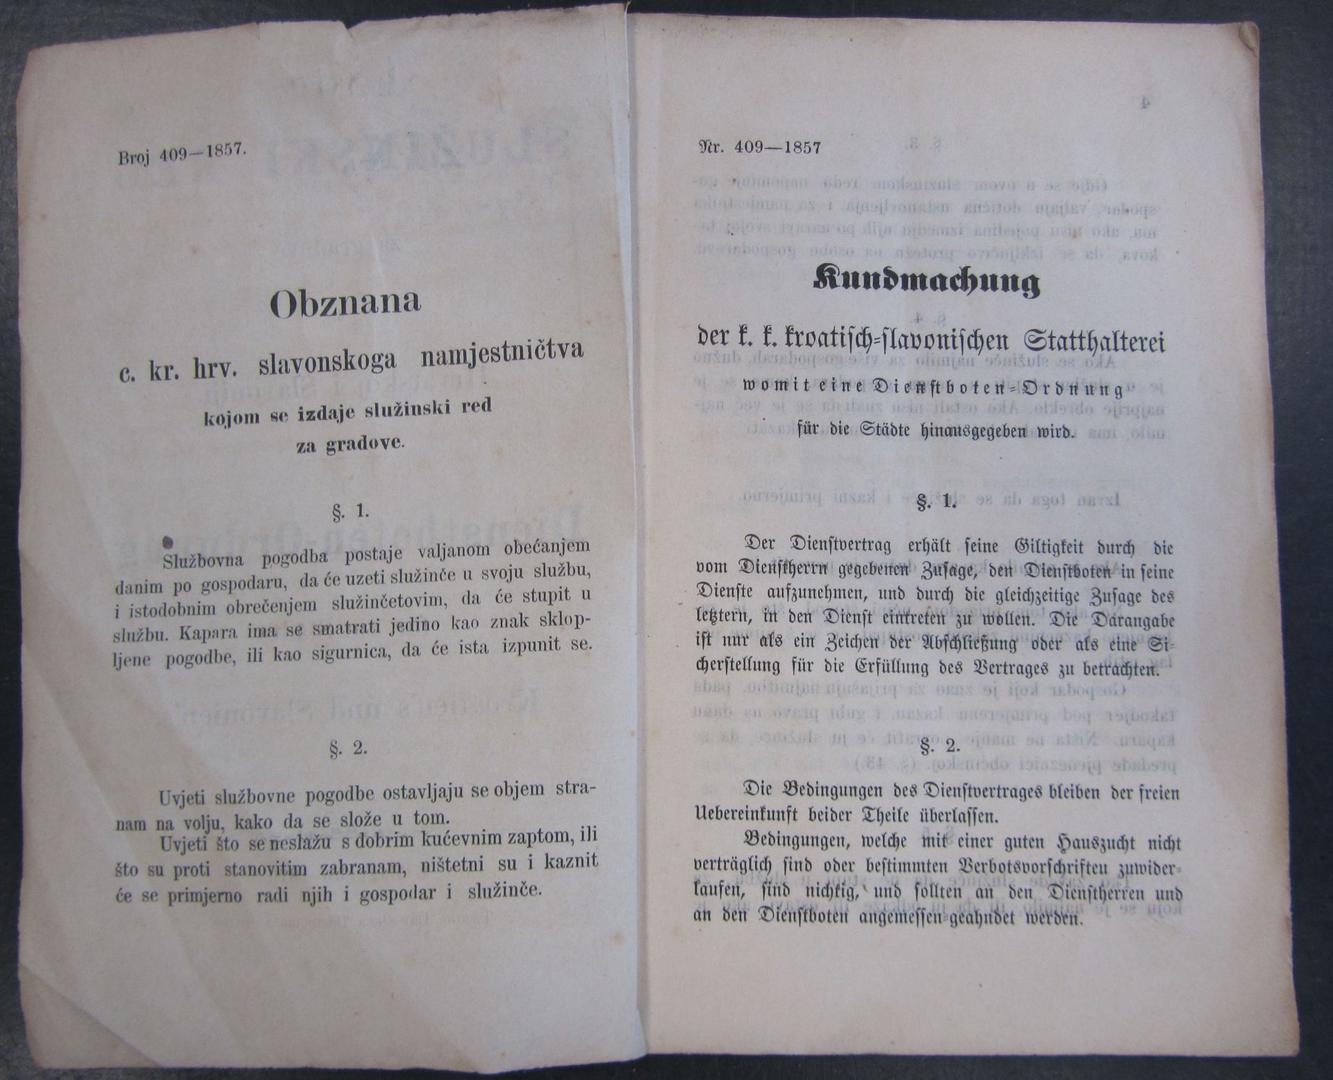 Broj 409—1857.
Obznana
c. kr. hrv. slavonskoga namjestničtva
kojom se izdaje služinski red
za gradove.
§. 1.
Službovna pogodba postaje valjanom obećanjem
danim po gospodaru, da će uzeti služinče u svoju službu,
i istodobnim obrečenjem služinčetovim, da će stupit u
službu. Kapara ima se smatrati jedino kao znak sklop-
ljene pogodbe, ili kao sigurnica, da će ista izpunit se.
§. 2.
Uvjeti službovne pogodbe ostavljaju se objem stra-
nam na volju, kako da se slože u tom.
Uvjeti što se neslažu s dobrim kućevnim zaptom, ili
što su proti stanovitim zabranam, ništetni su i kaznit
će se primjerno radi njih i gospodar i služinče.
Nr. 409—1857
Kundmachung
der k. k. kroatiſch-ſlavoniſchen Statthalterei
womit eine Dienſtboten-Ordnung
für die Städte hinausgegeben wird.
§. 1.
Der Dienſtvertrag erhält ſeine Giltigkeit durch die
vom Dienſtherrn gegebenen Zuſage, den Dienſtboten in ſeine
Dienſte aufzunehmen, und durch die gleichzeitige Zuſage des
letztern, in den Dienſt eintreten zu wollen. Die Darangabe
iſt nur als ein Zeichen der Abſchließung oder als eine Si-
cherſtellung für die Erfüllung des Vertrages zu betrachten.
§. 2.
Die Bedingungen des Dienſtvertrages bleiben der freien
Uebereinkunft beider Theile überlaſſen.
Bedingungen, welche mit einer guten Hauszucht nicht
verträglich ſind oder beſtimmten Verbotsvorſchriften zuwider-
laufen, ſind nichtig, und ſollten an den Dienſtherren und
an den Dienſtboten angemeſſen geahndet werden.